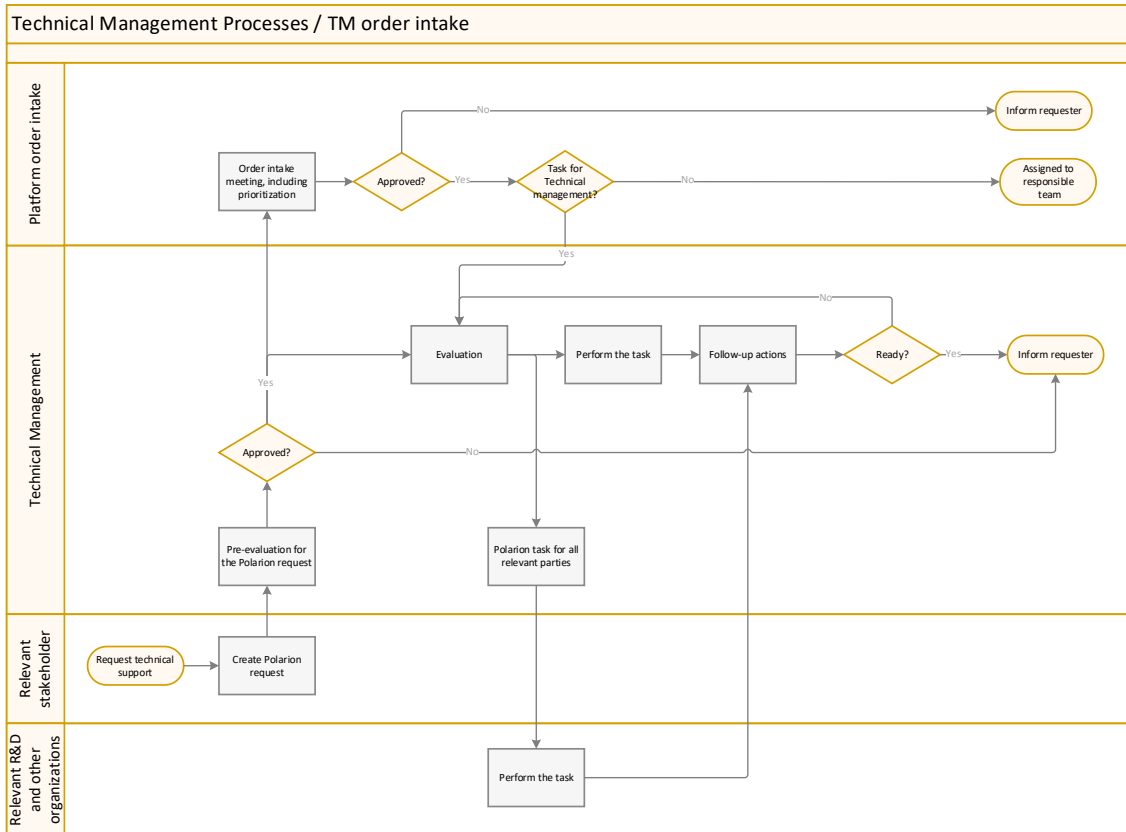 Technical Management Processes / TM order intake
Platform order intake
No
Inform requester
Order intake
meeting, including
prioritization
Approved?
Yes
Task for
Technical
management?
No
Assigned to
responsible
team
Yes
Technical Management
No
Evaluation
Perform the task
Follow-up actions
Ready?
Yes
Inform requester
Yes
Approved?
No
Pre-evaluation for
the Polarion request
Polarion task for all
relevant parties
Relevant
stakeholder
Request technical
support
Create Polarion
request
Relevant R&D
and other
organizations
Perform the task